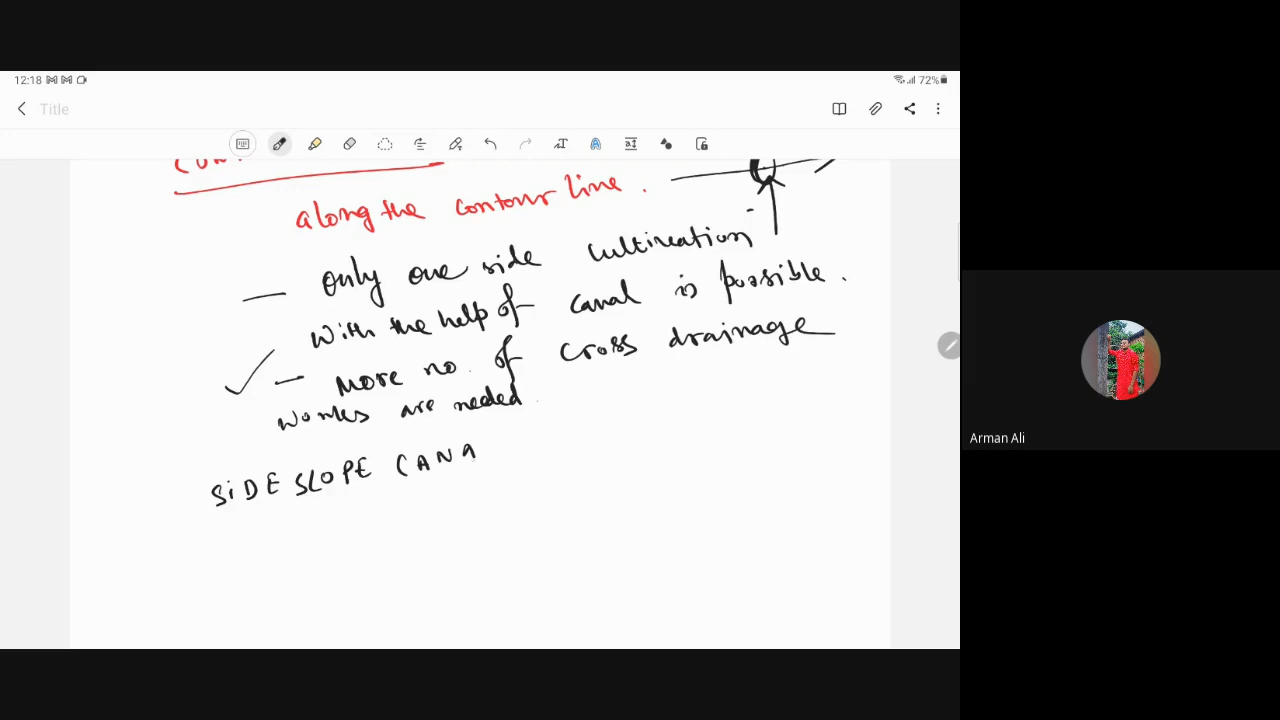 12:18
72%
Title
along the contour line.
— Only one side cultivation
with the help of canal is possible.
— More no. of cross drainage
works are needed.
SIDE SLOPE CANA
Arman Ali